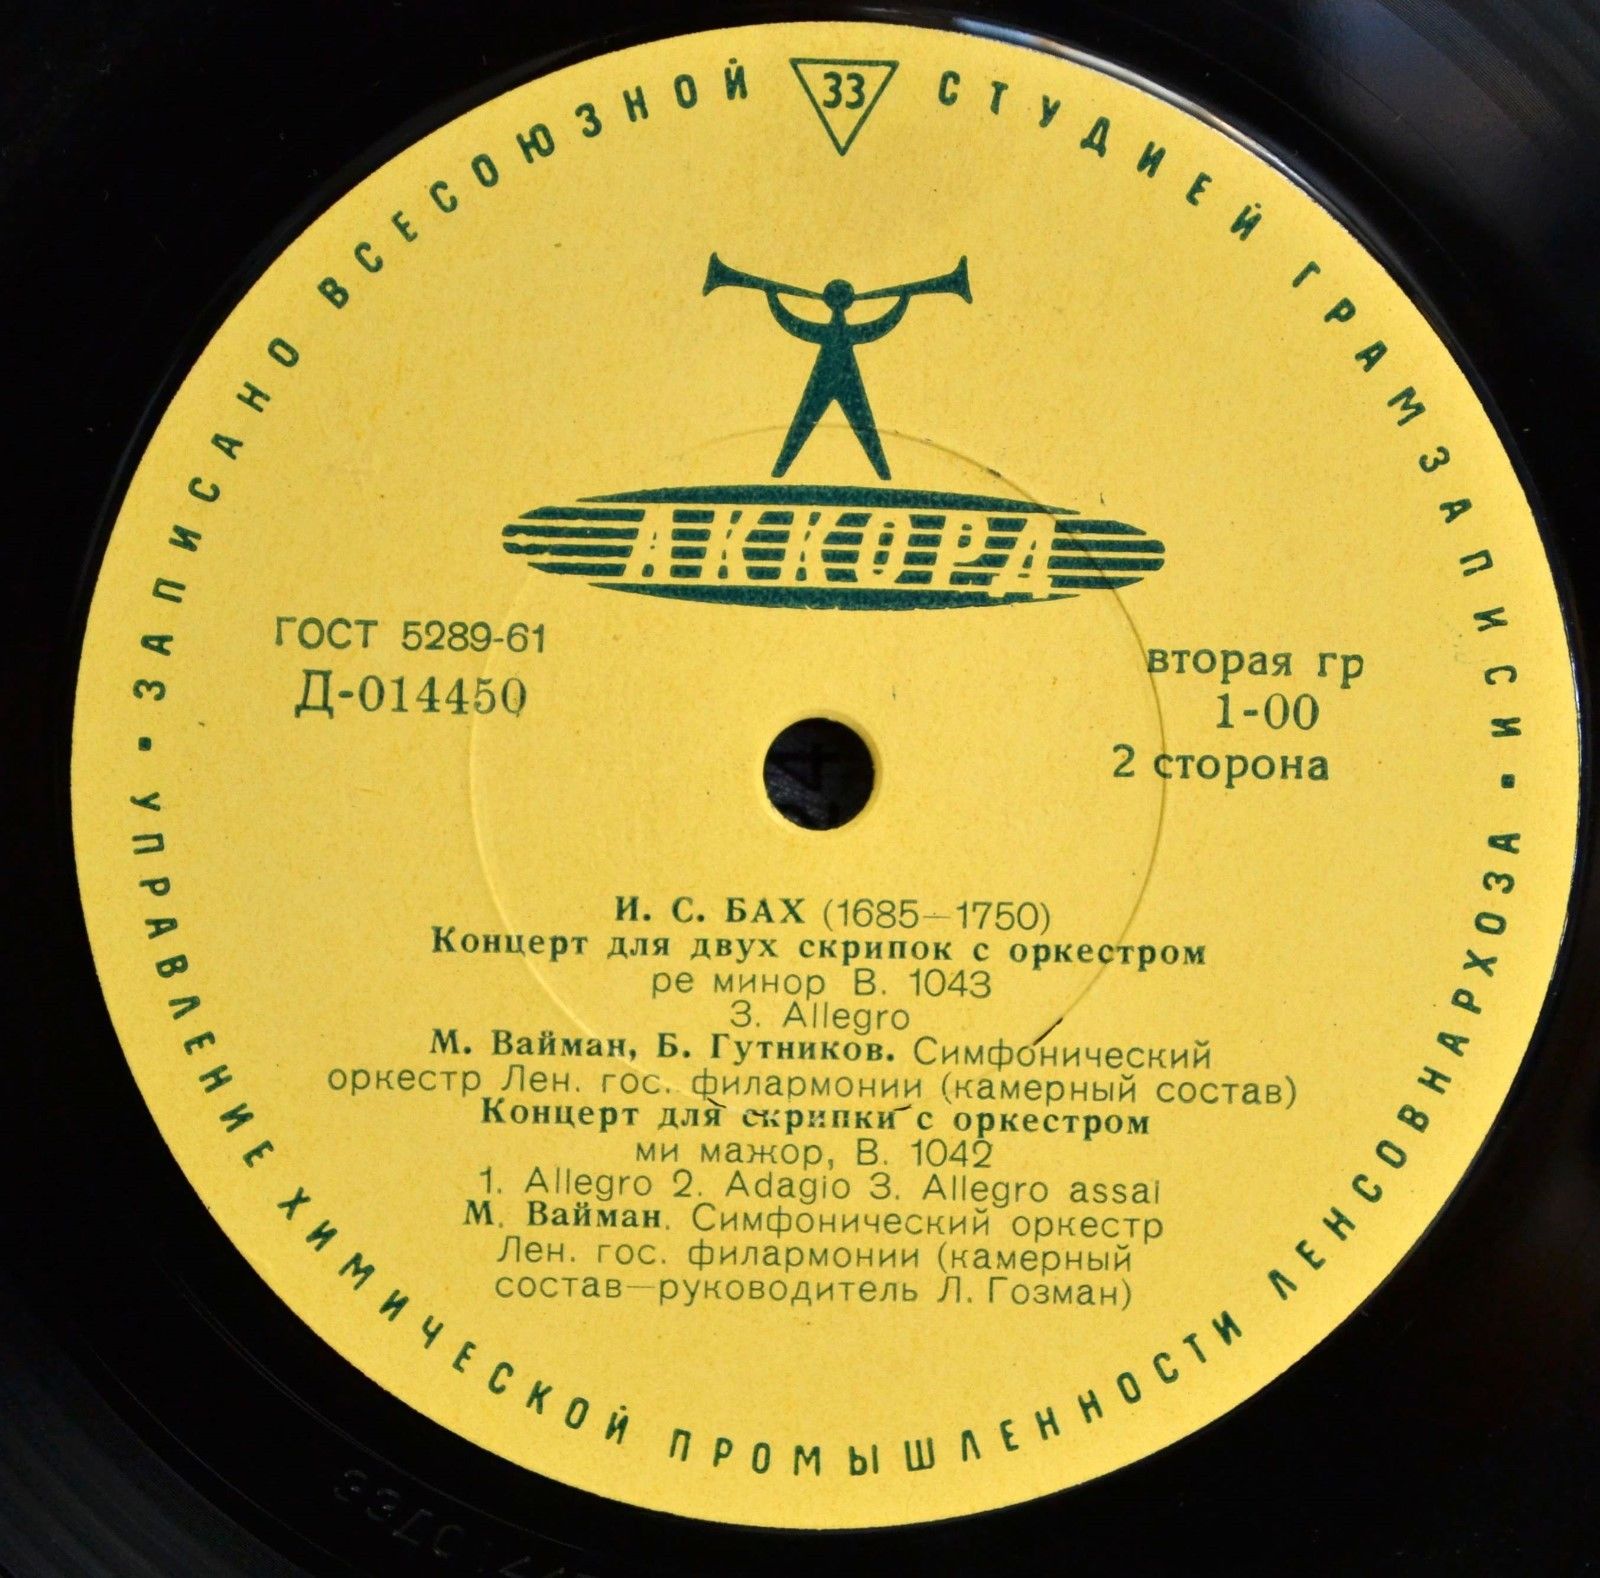 ЗАПИСАНО ВСЕСОЮЗНОЙ СТУДИЕЙ ГРАМЗАПИСИ •
33
АККОРД
ГОСТ 5289-61
Д-014450
вторая гр
1-00
2 сторона
И. С. БАХ (1685—1750)
Концерт для двух скрипок с оркестром
ре минор В. 1043
3. Allegro
М. Вайман, Б. Гутников. Симфонический
оркестр Лен. гос. филармонии (камерный состав)
Концерт для скрипки с оркестром
ми мажор, В. 1042
1. Allegro 2. Adagio 3. Allegro assai
М. Вайман. Симфонический оркестр
Лен. гос. филармонии (камерный
состав—руководитель Л. Гозман)
УПРАВЛЕНИЕ ХИМИЧЕСКОЙ ПРОМЫШЛЕННОСТИ ЛЕНСОВНАРХОЗА •